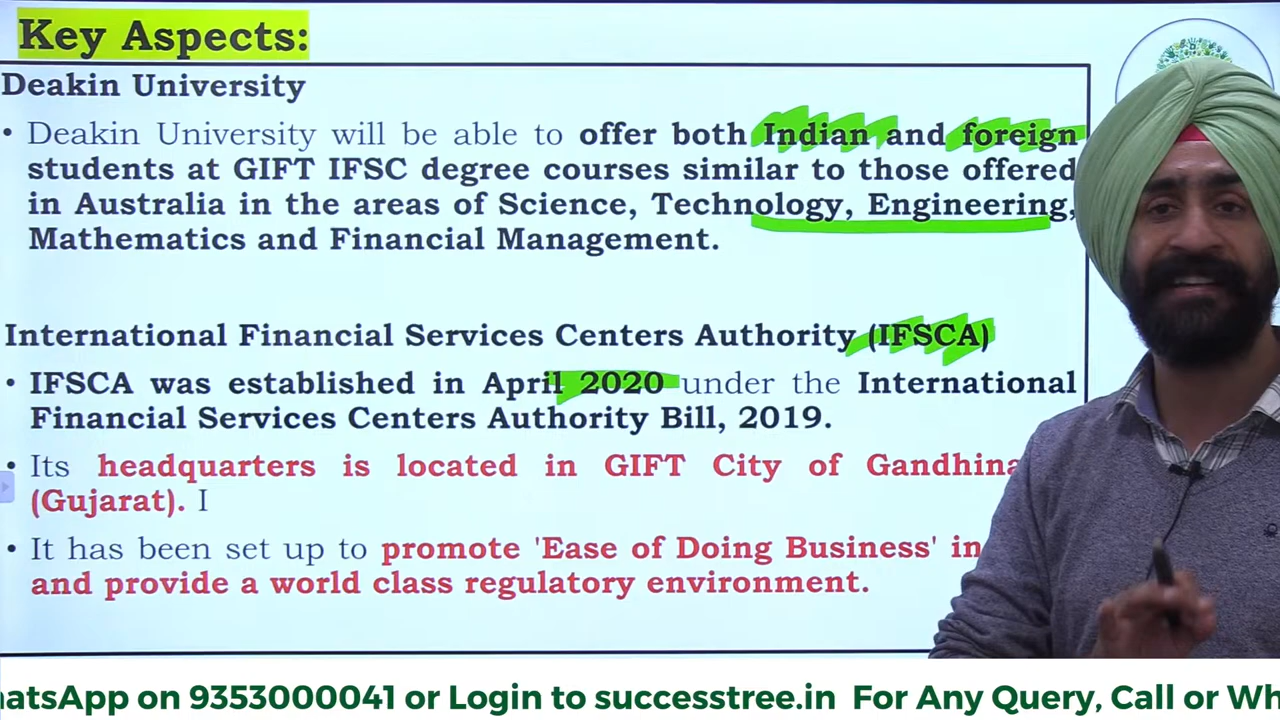 Key Aspects:
Deakin University
• Deakin University will be able to offer both Indian and foreign
students at GIFT IFSC degree courses similar to those offered
in Australia in the areas of Science, Technology, Engineering,
Mathematics and Financial Management.
International Financial Services Centers Authority (IFSCA)
• IFSCA was established in April 2020 under the International
Financial Services Centers Authority Bill, 2019.
• Its headquarters is located in GIFT City of Gandhina
(Gujarat).
• It has been set up to promote 'Ease of Doing Business' in
and provide a world class regulatory environment.
hatsApp on 9353000041 or Login to successtree.in For Any Query, Call or Wh